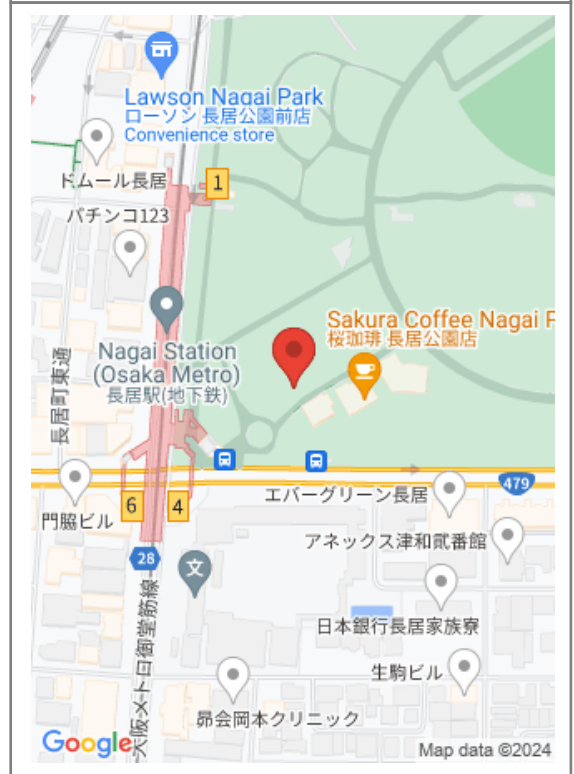 Lawson Nagai Park
ローソン 長居公園前店
Convenience store
ドムール長居
1
パチンコ123
Sakura Coffee Nagai P
桜珈琲 長居公園店
Nagai Station
(Osaka Metro)
長居駅(地下鉄)
長居町東通
479
エバーグリーン長居
6
4
門脇ビル
アネックス津和貮番館
28
文
日本銀行長居家族寮
生駒ビル
昴会岡本クリニック
大阪メトロ御堂筋線
Google
Map data ©2024